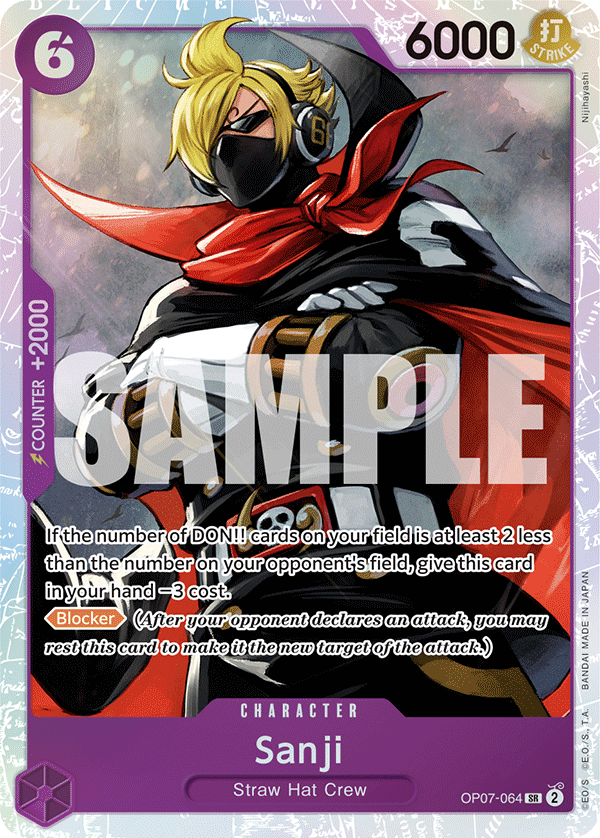 6
6000
打
STRIKE
Nijihayashi
66
COUNTER +2000
SAMPLE
If the number of DON!! cards on your field is at least 2 less
than the number on your opponent's field, give this card
in your hand −3 cost.
Blocker (After your opponent declares an attack, you may
rest this card to make it the new target of the attack.)
CHARACTER
Sanji
Straw Hat Crew
OP07-064 SR 2
©E.O./S ©E.O./S., T.A. BANDAI MADE IN JAPAN